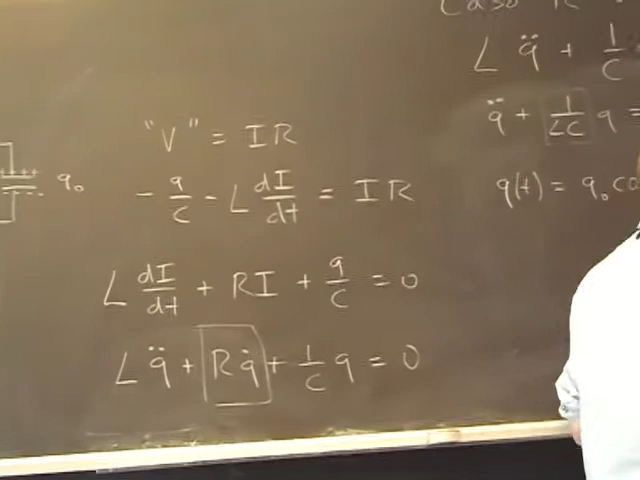 "V" = IR
- q/C - L dI/dt = IR
L dI/dt + RI + q/C = 0
L q̈ + R q̇ + 1/C q = 0
q₀
Caso
L q̈ + 1/C
q̈ + 1/LC q =
q(t) = q₀ co